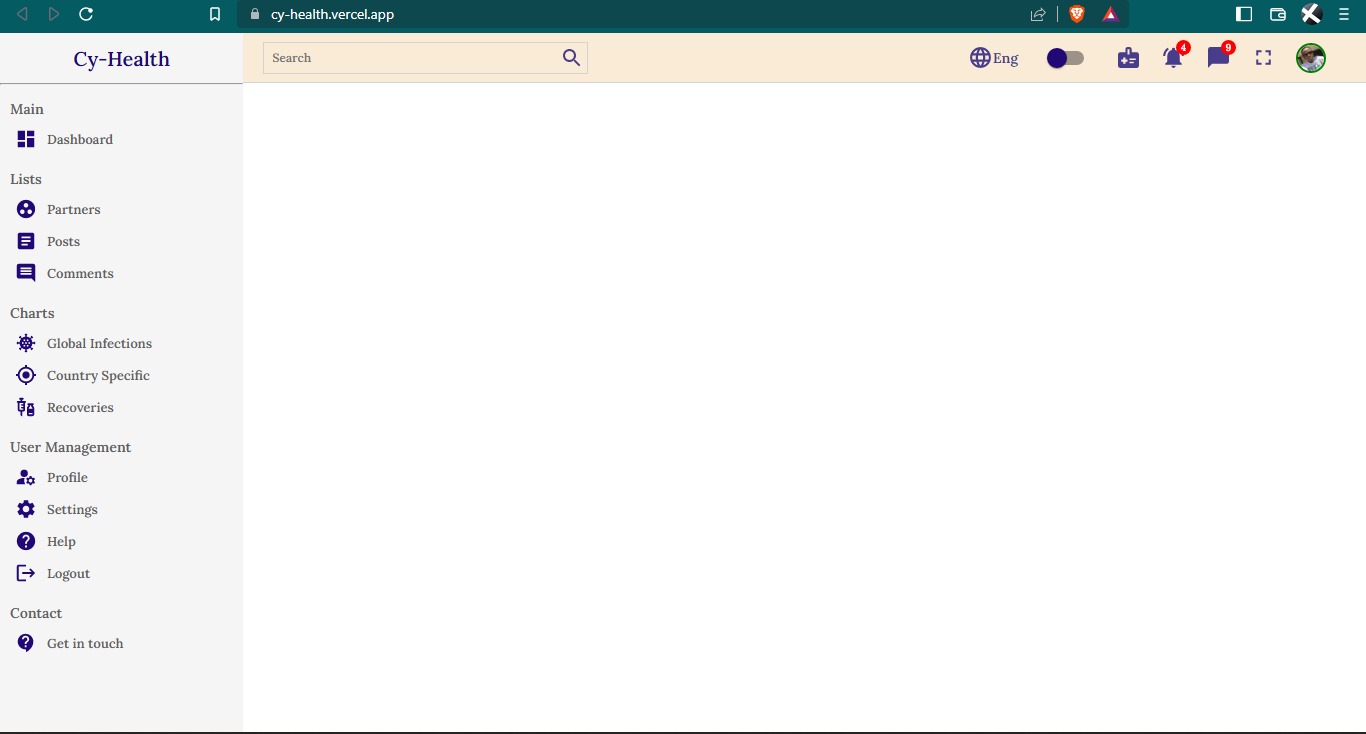 cy-health.vercel.app
Cy-Health
Search
Eng
4
9
Main
Dashboard
Lists
Partners
Posts
Comments
Charts
Global Infections
Country Specific
Recoveries
User Management
Profile
Settings
Help
Logout
Contact
Get in touch